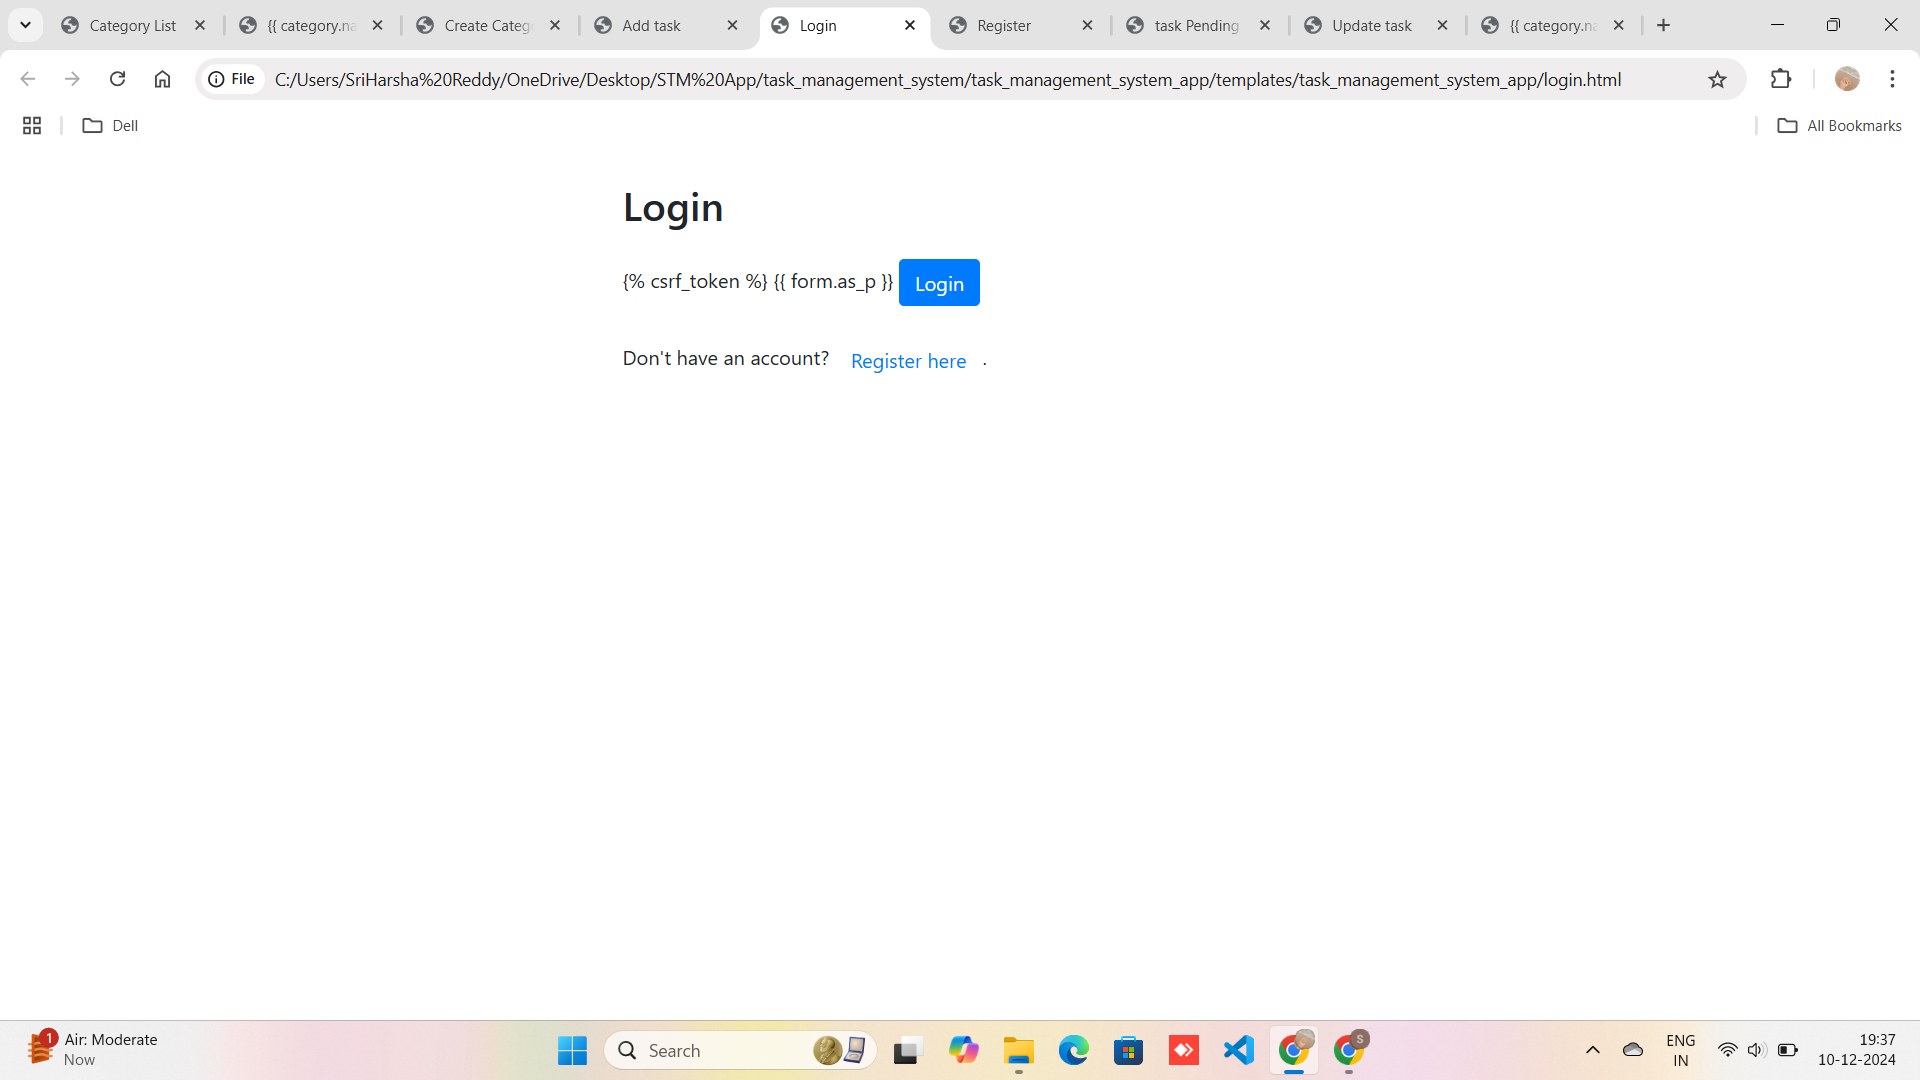 Category List
{{ category.na
Create Categ
Add task
Login
Register
task Pending
Update task
{{ category.na
File
C:/Users/SriHarsha%20Reddy/OneDrive/Desktop/STM%20App/task_management_system/task_management_system_app/templates/task_management_system_app/login.html
Dell
All Bookmarks
Login
{% csrf_token %} {{ form.as_p }} Login
Don't have an account? Register here .
1
Air: Moderate
Now
Search
S
ENG
IN
19:37
10-12-2024